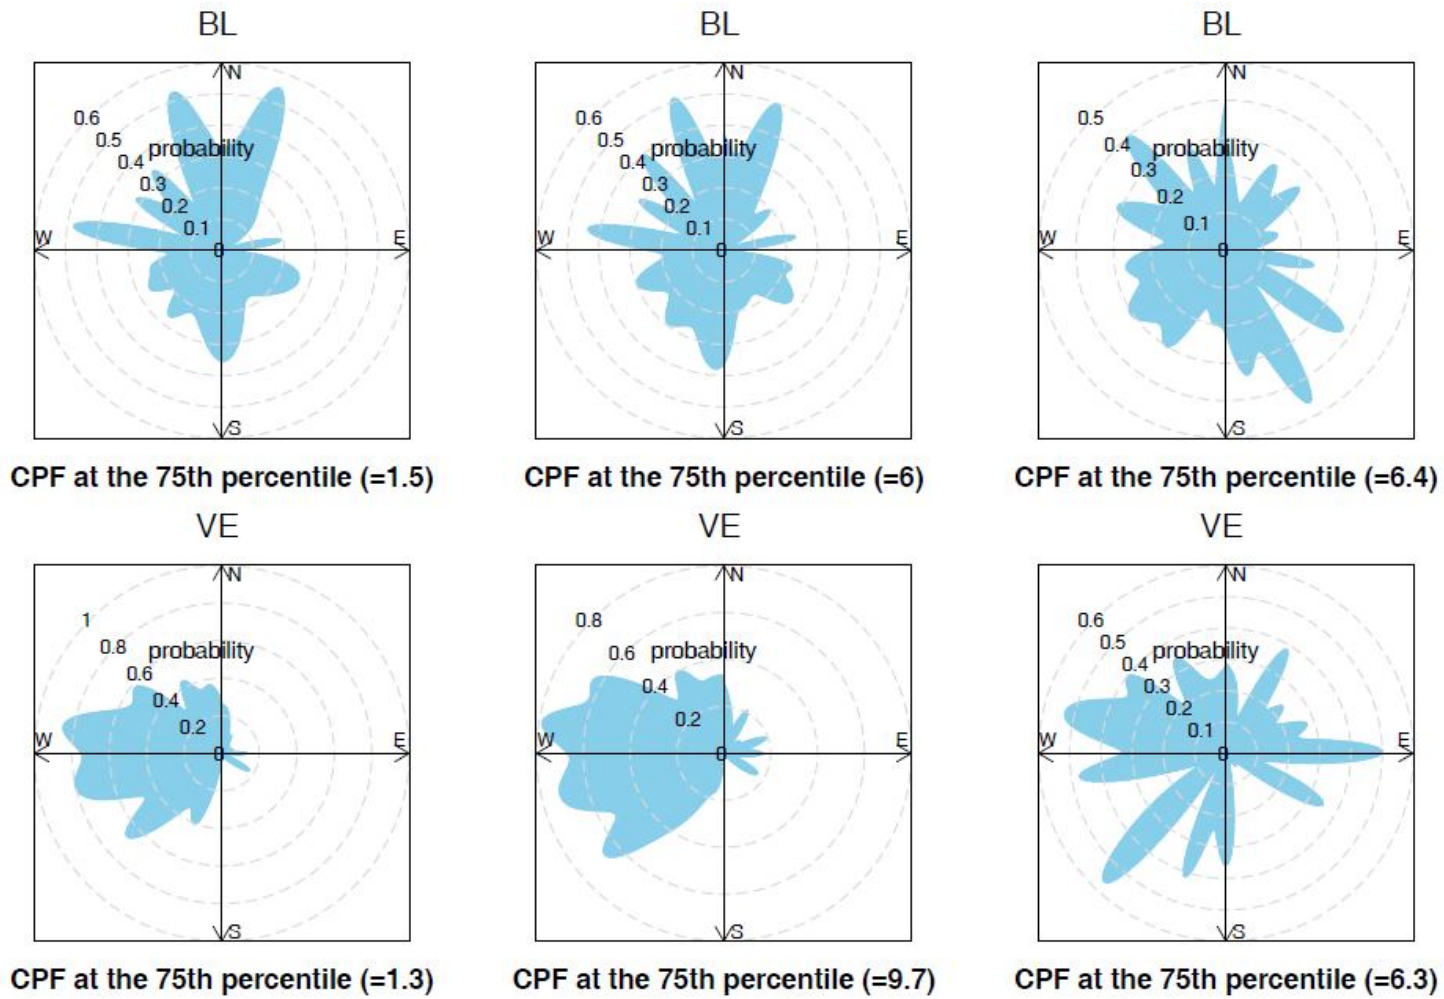 BL
N
0.6
0.5
probability
0.4
0.3
0.2
0.1
W
0
E
S
CPF at the 75th percentile (=1.5)
BL
N
0.6
0.5
probability
0.4
0.3
0.2
0.1
W
0
E
S
CPF at the 75th percentile (=6)
BL
N
0.5
0.4
probability
0.3
0.2
0.1
W
0
E
S
CPF at the 75th percentile (=6.4)
VE
N
1
0.8
probability
0.6
0.4
0.2
W
0
E
S
CPF at the 75th percentile (=1.3)
VE
N
0.8
0.6
probability
0.4
0.2
W
0
E
S
CPF at the 75th percentile (=9.7)
VE
N
0.6
0.5
probability
0.4
0.3
0.2
0.1
W
0
E
S
CPF at the 75th percentile (=6.3)